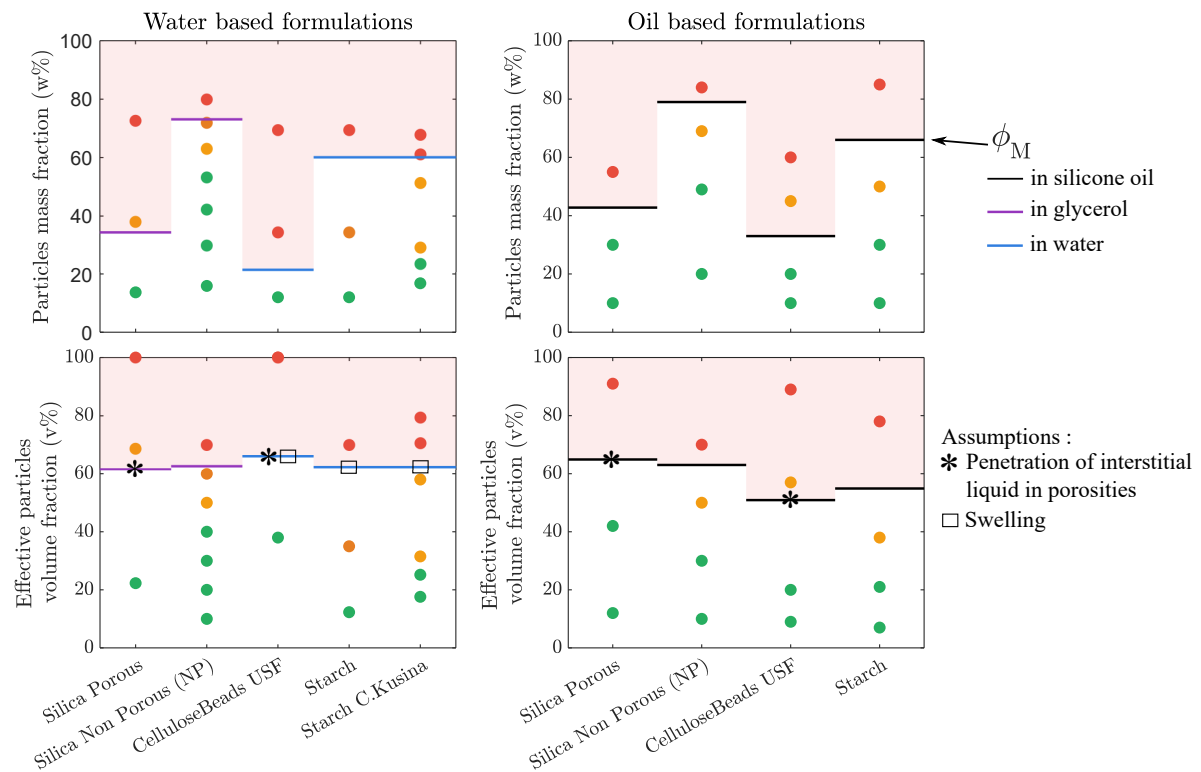 Water based formulations
Oil based formulations
Particles mass fraction (w%)
100
80
60
40
20
0
Particles mass fraction (w%)
100
80
60
40
20
0
ϕM
in silicone oil
in glycerol
in water
Effective particles
volume fraction (v%)
100
80
60
40
20
0
Silica Porous
Silica Non Porous (NP)
CelluloseBeads USF
Starch
Starch C.Kusina
Effective particles
volume fraction (v%)
100
80
60
40
20
0
Silica Porous
Silica Non Porous (NP)
CelluloseBeads USF
Starch
Assumptions :
* Penetration of interstitial
liquid in porosities
Swelling